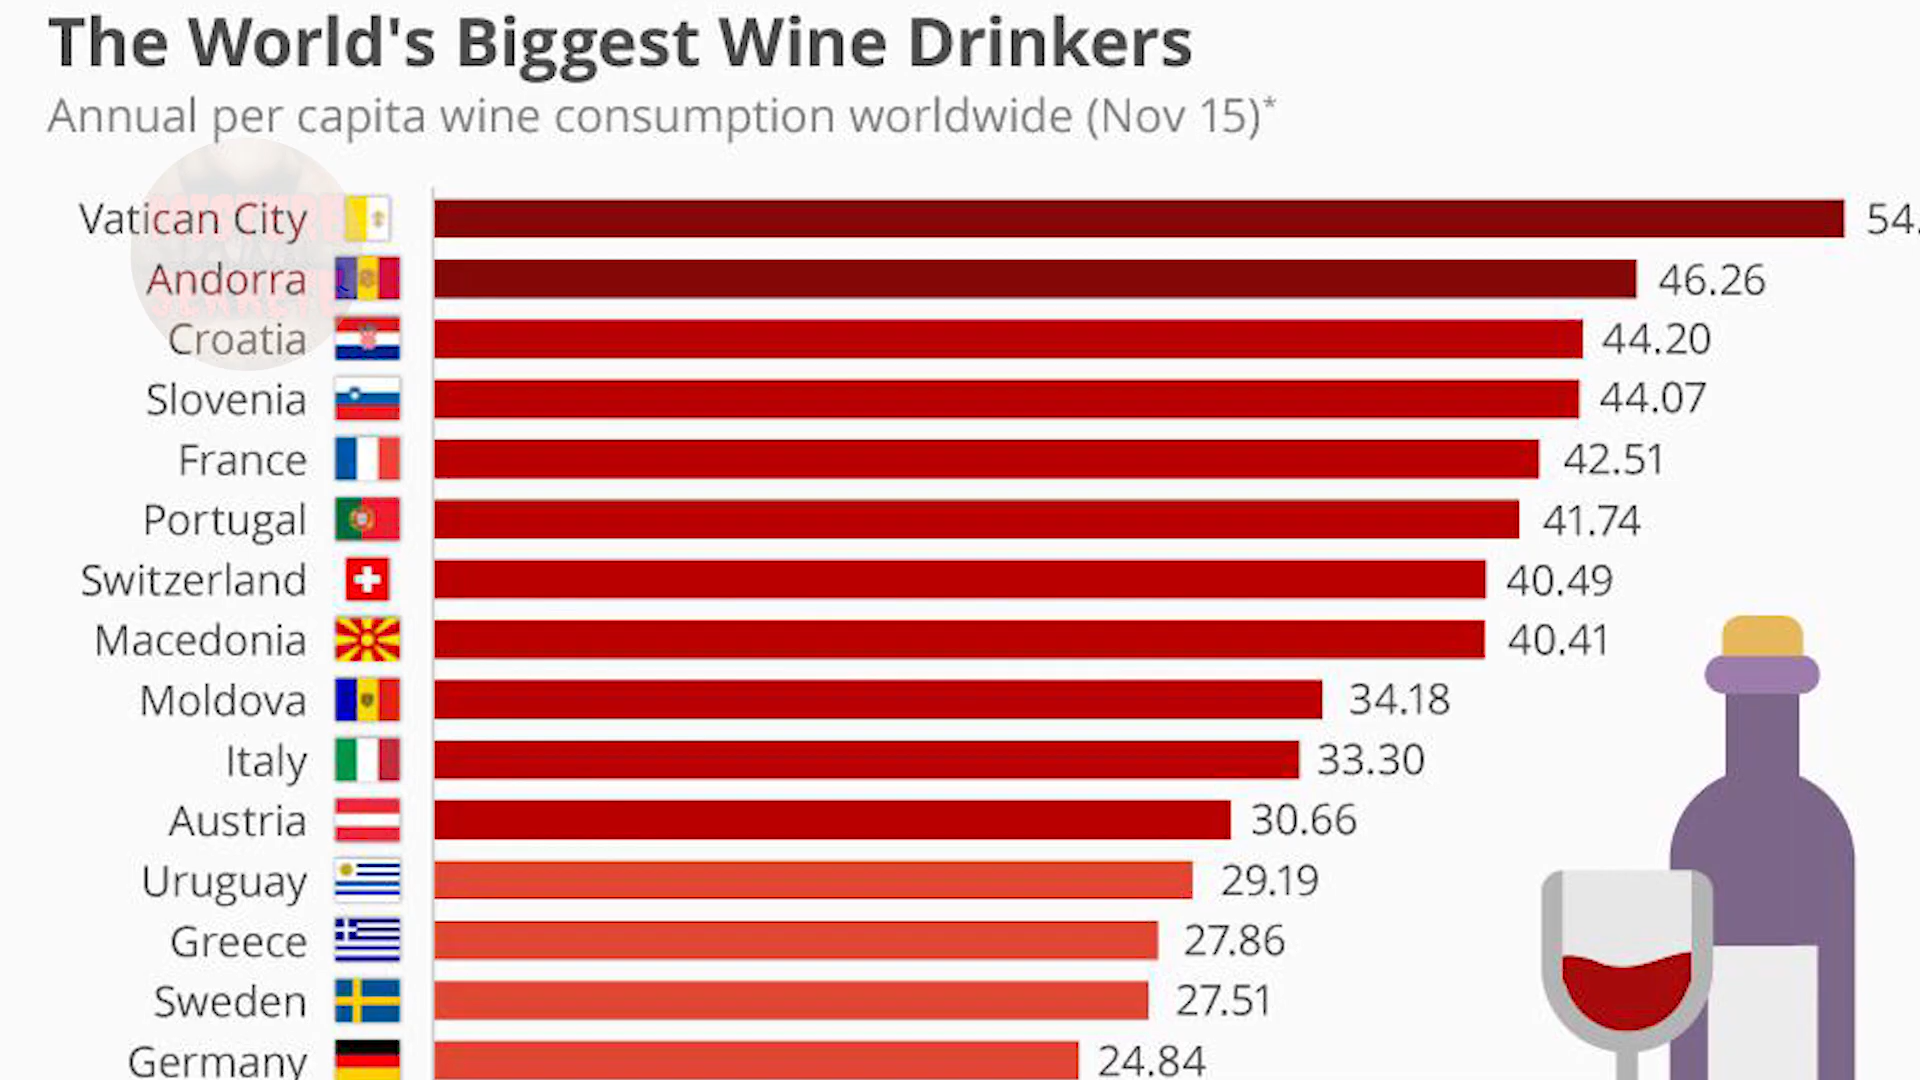 The World's Biggest Wine Drinkers
Annual per capita wine consumption worldwide (Nov 15)*
Vatican City 54.
Andorra 46.26
Croatia 44.20
Slovenia 44.07
France 42.51
Portugal 41.74
Switzerland 40.49
Macedonia 40.41
Moldova 34.18
Italy 33.30
Austria 30.66
Uruguay 29.19
Greece 27.86
Sweden 27.51
Germany 24.84